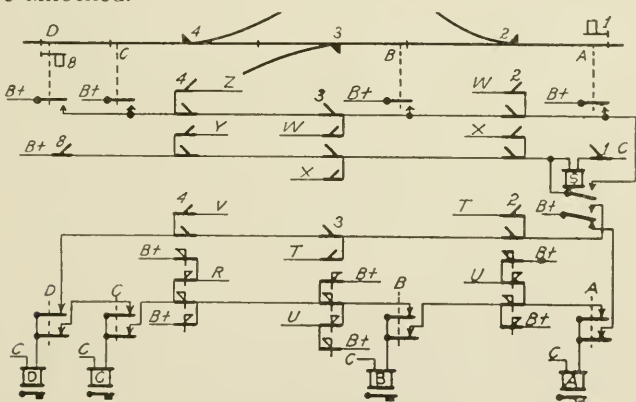 D 4 3 2 1
8 C B A
B+ B+ 4 Z 3 B+ W 2 B+
B+ 8 Y W X 1 C
X S
B+
4 V 3 T 2
B+ T B+
D C R B+ B U A
B+ U B+
B+
C D C C C B C A